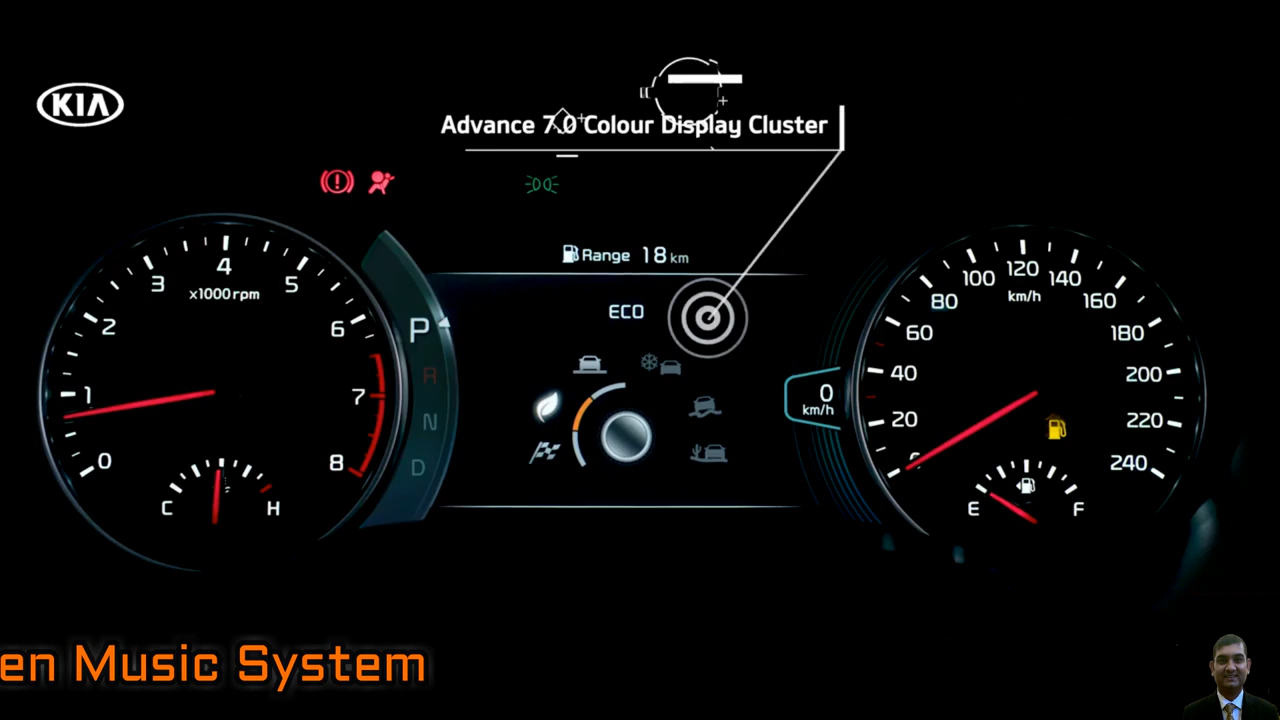 KIA
Advance 7.0 Colour Display Cluster
Range 18 km
ECO
0 1 2 3 4 5 6 7 8
x1000 rpm
C H
P
R
N
D
0
km/h
20 40 60 80 100 120 140 160 180 200 220 240
km/h
E F
en Music System